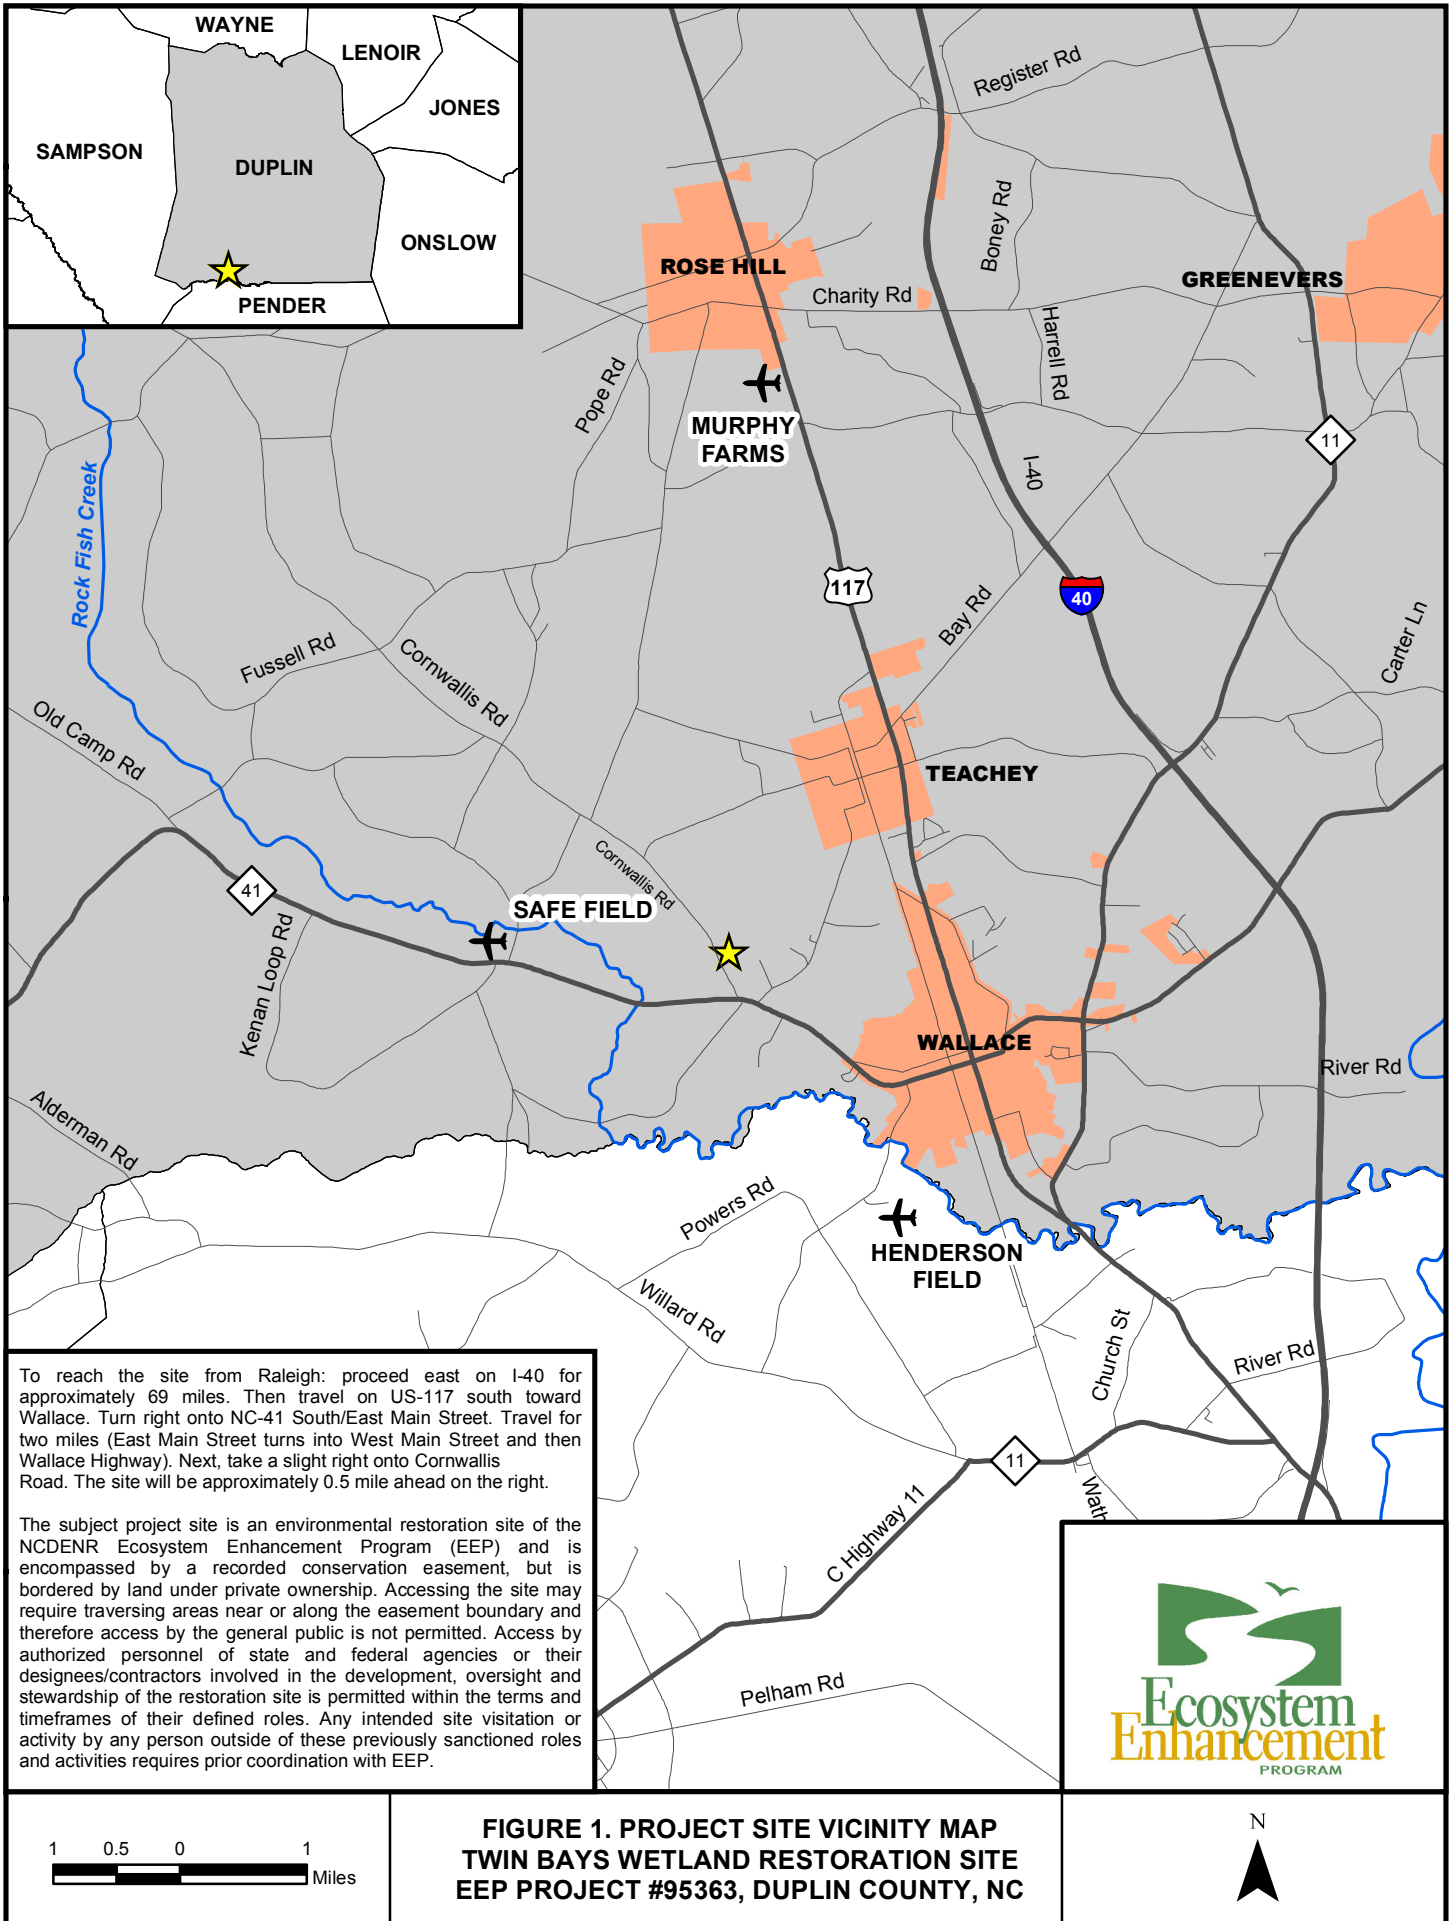 WAYNE
LENOIR
JONES
SAMPSON
DUPLIN
ONSLOW
PENDER
Register Rd
Boney Rd
ROSE HILL
GREENEVERS
Charity Rd
Harrell Rd
Pope Rd
MURPHY
FARMS
11
I-40
Rock Fish Creek
117
40
Bay Rd
Carter Ln
Fussell Rd
Cornwallis Rd
Old Camp Rd
TEACHEY
Cornwallis Rd
41
SAFE FIELD
Kenan Loop Rd
WALLACE
River Rd
Alderman Rd
Powers Rd
HENDERSON
FIELD
Willard Rd
Church St
River Rd
11
C Highway 11
Wath
Pelham Rd
To reach the site from Raleigh: proceed east on I-40 for
approximately 69 miles. Then travel on US-117 south toward
Wallace. Turn right onto NC-41 South/East Main Street. Travel for
two miles (East Main Street turns into West Main Street and then
Wallace Highway). Next, take a slight right onto Cornwallis
Road. The site will be approximately 0.5 mile ahead on the right.
The subject project site is an environmental restoration site of the
NCDENR Ecosystem Enhancement Program (EEP) and is
encompassed by a recorded conservation easement, but is
bordered by land under private ownership. Accessing the site may
require traversing areas near or along the easement boundary and
therefore access by the general public is not permitted. Access by
authorized personnel of state and federal agencies or their
designees/contractors involved in the development, oversight and
stewardship of the restoration site is permitted within the terms and
timeframes of their defined roles. Any intended site visitation or
activity by any person outside of these previously sanctioned roles
and activities requires prior coordination with EEP.
Ecosystem
Enhancement
PROGRAM
1 0.5 0 1
Miles
FIGURE 1. PROJECT SITE VICINITY MAP
TWIN BAYS WETLAND RESTORATION SITE
EEP PROJECT #95363, DUPLIN COUNTY, NC
N